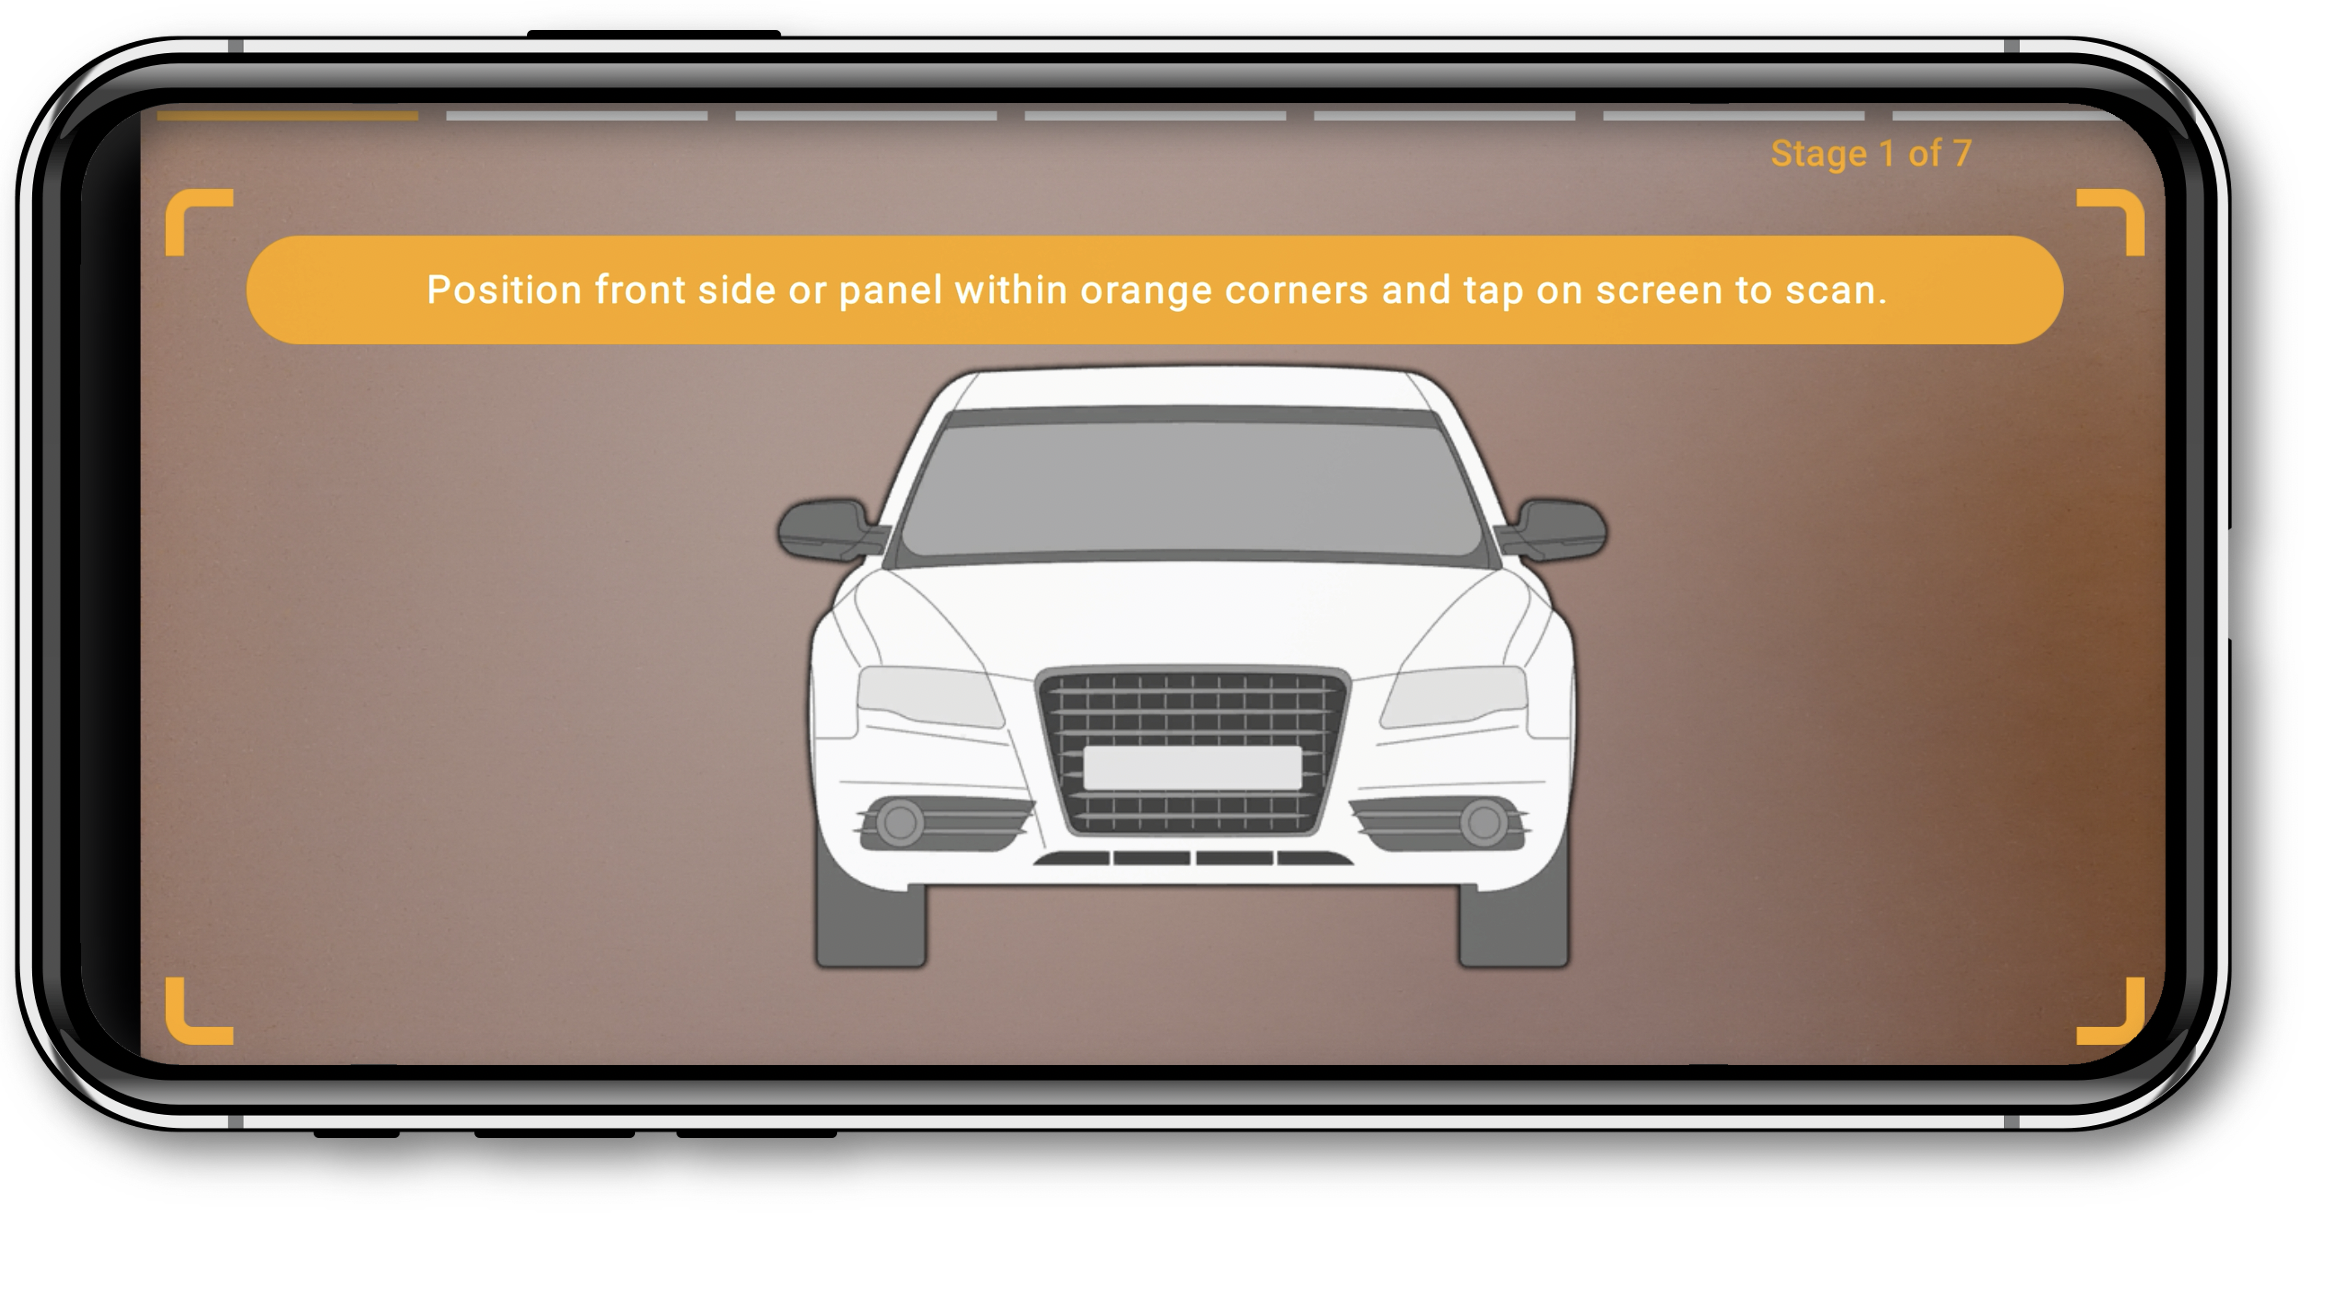 Stage 1 of 7
Position front side or panel within orange corners and tap on screen to scan.